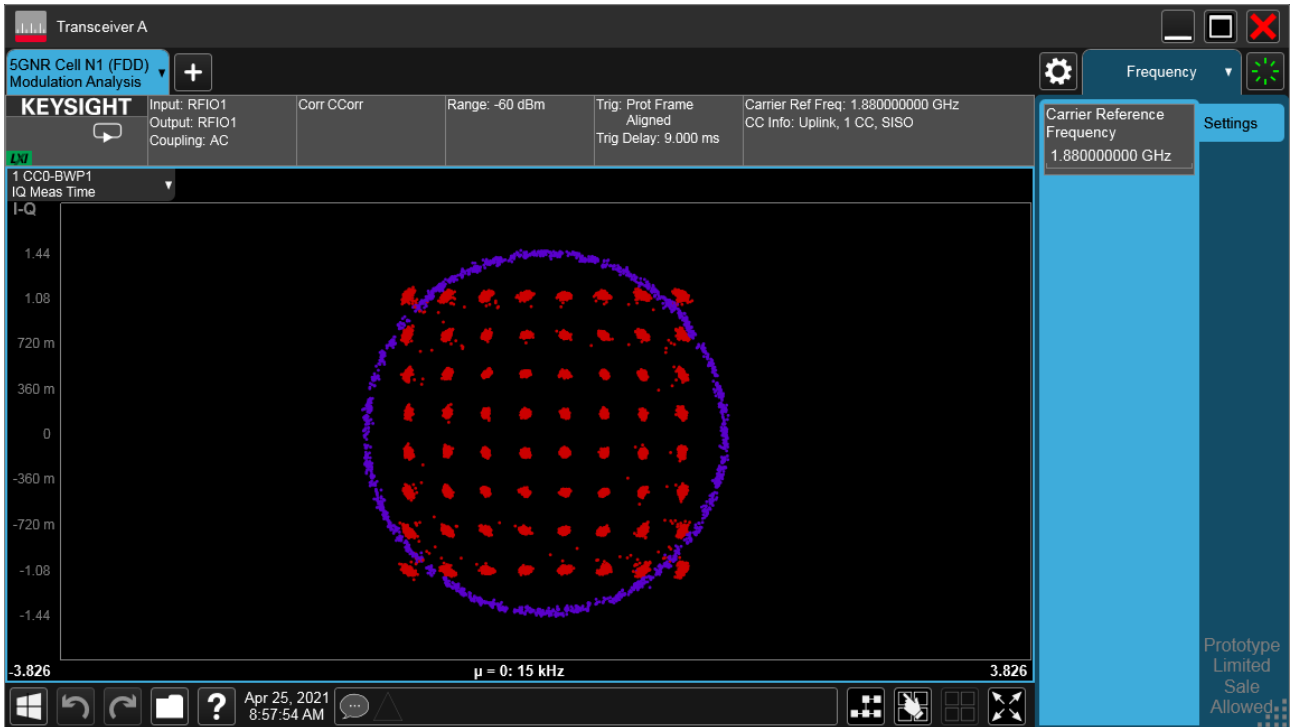 Transceiver A
5GNR Cell N1 (FDD)
Modulation Analysis
+
Frequency
KEYSIGHT
LXI
Input: RFIO1
Output: RFIO1
Coupling: AC
Corr CCorr
Range: -60 dBm
Trig: Prot Frame
Aligned
Trig Delay: 9.000 ms
Carrier Ref Freq: 1.880000000 GHz
CC Info: Uplink, 1 CC, SISO
Carrier Reference
Frequency
1.880000000 GHz
Settings
1 CC0-BWP1
IQ Meas Time
I-Q
1.44
1.08
720 m
360 m
0
-360 m
-720 m
-1.08
-1.44
-3.826
µ = 0: 15 kHz
3.826
Prototype
Limited
Sale
Allowed
?
Apr 25, 2021
8:57:54 AM